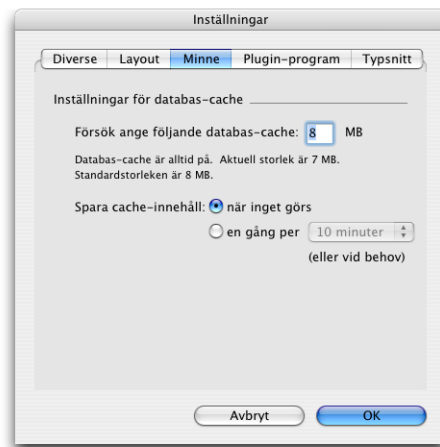 Inställningar
Diverse Layout Minne Plugin-program Typsnitt
Inställningar för databas-cache
Försök ange följande databas-cache: 8 MB
Databas-cache är alltid på. Aktuell storlek är 7 MB.
Standardstorleken är 8 MB.
Spara cache-innehåll: när inget görs
en gång per 10 minuter
(eller vid behov)
Avbryt OK